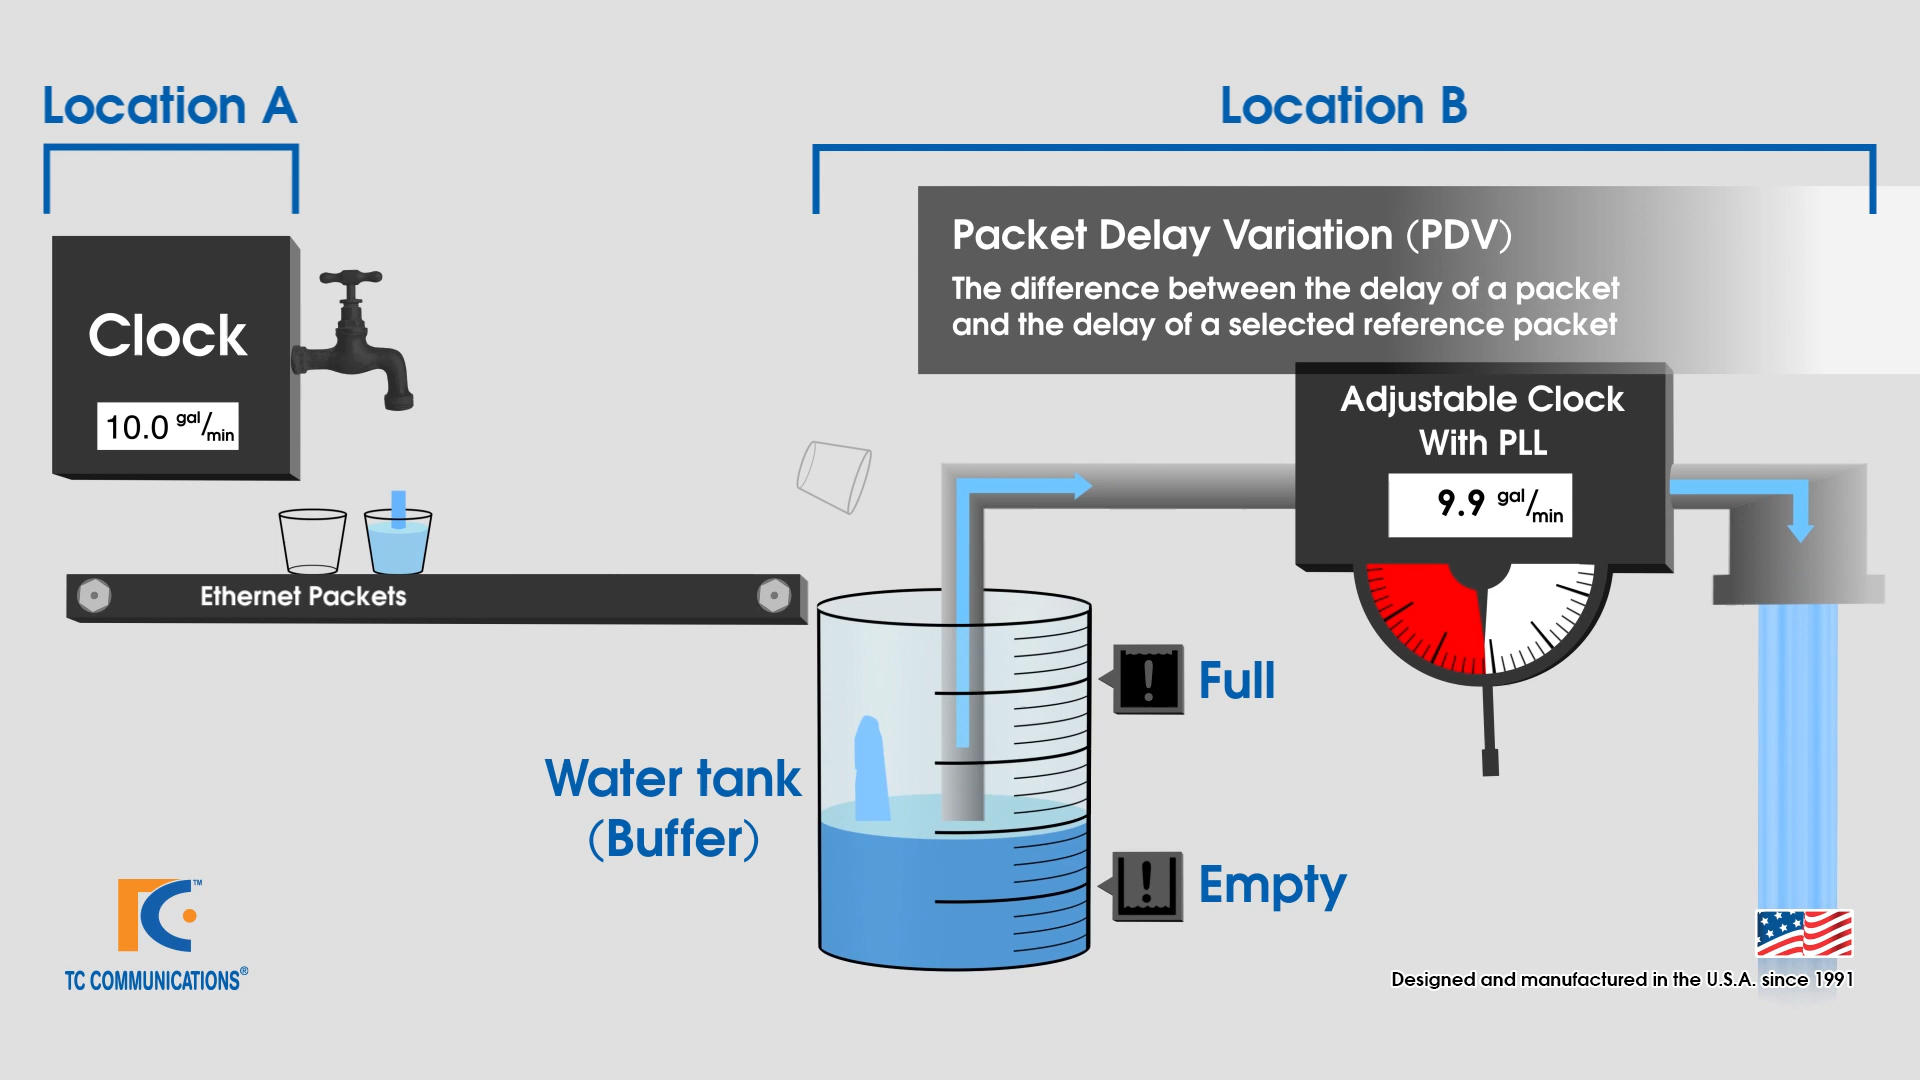 Location A
Location B
Packet Delay Variation (PDV)
The difference between the delay of a packet
and the delay of a selected reference packet
Clock
10.0 gal/min
Adjustable Clock
With PLL
9.9 gal/min
Ethernet Packets
!
Full
Water tank
(Buffer)
!
Empty
TC™
TC COMMUNICATIONS®
Designed and manufactured in the U.S.A. since 1991